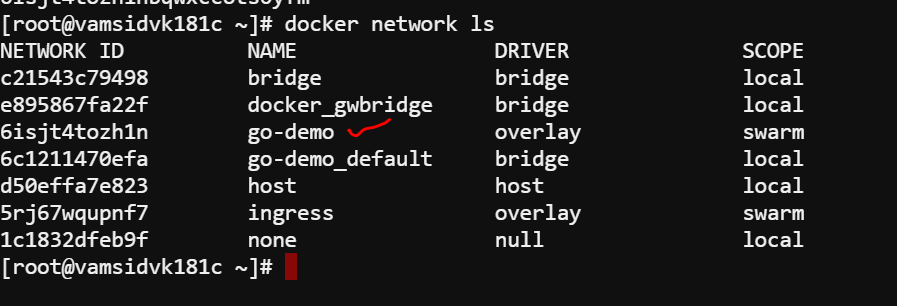 [root@vamsidvk181c ~]# docker network ls
NETWORK ID NAME DRIVER SCOPE
c21543c79498 bridge bridge local
e895867fa22f docker_gwbridge bridge local
6isjt4tozh1n go-demo overlay swarm
6c1211470efa go-demo_default bridge local
d50effa7e823 host host local
5rj67wqupnf7 ingress overlay swarm
1c1832dfeb9f none null local
[root@vamsidvk181c ~]#